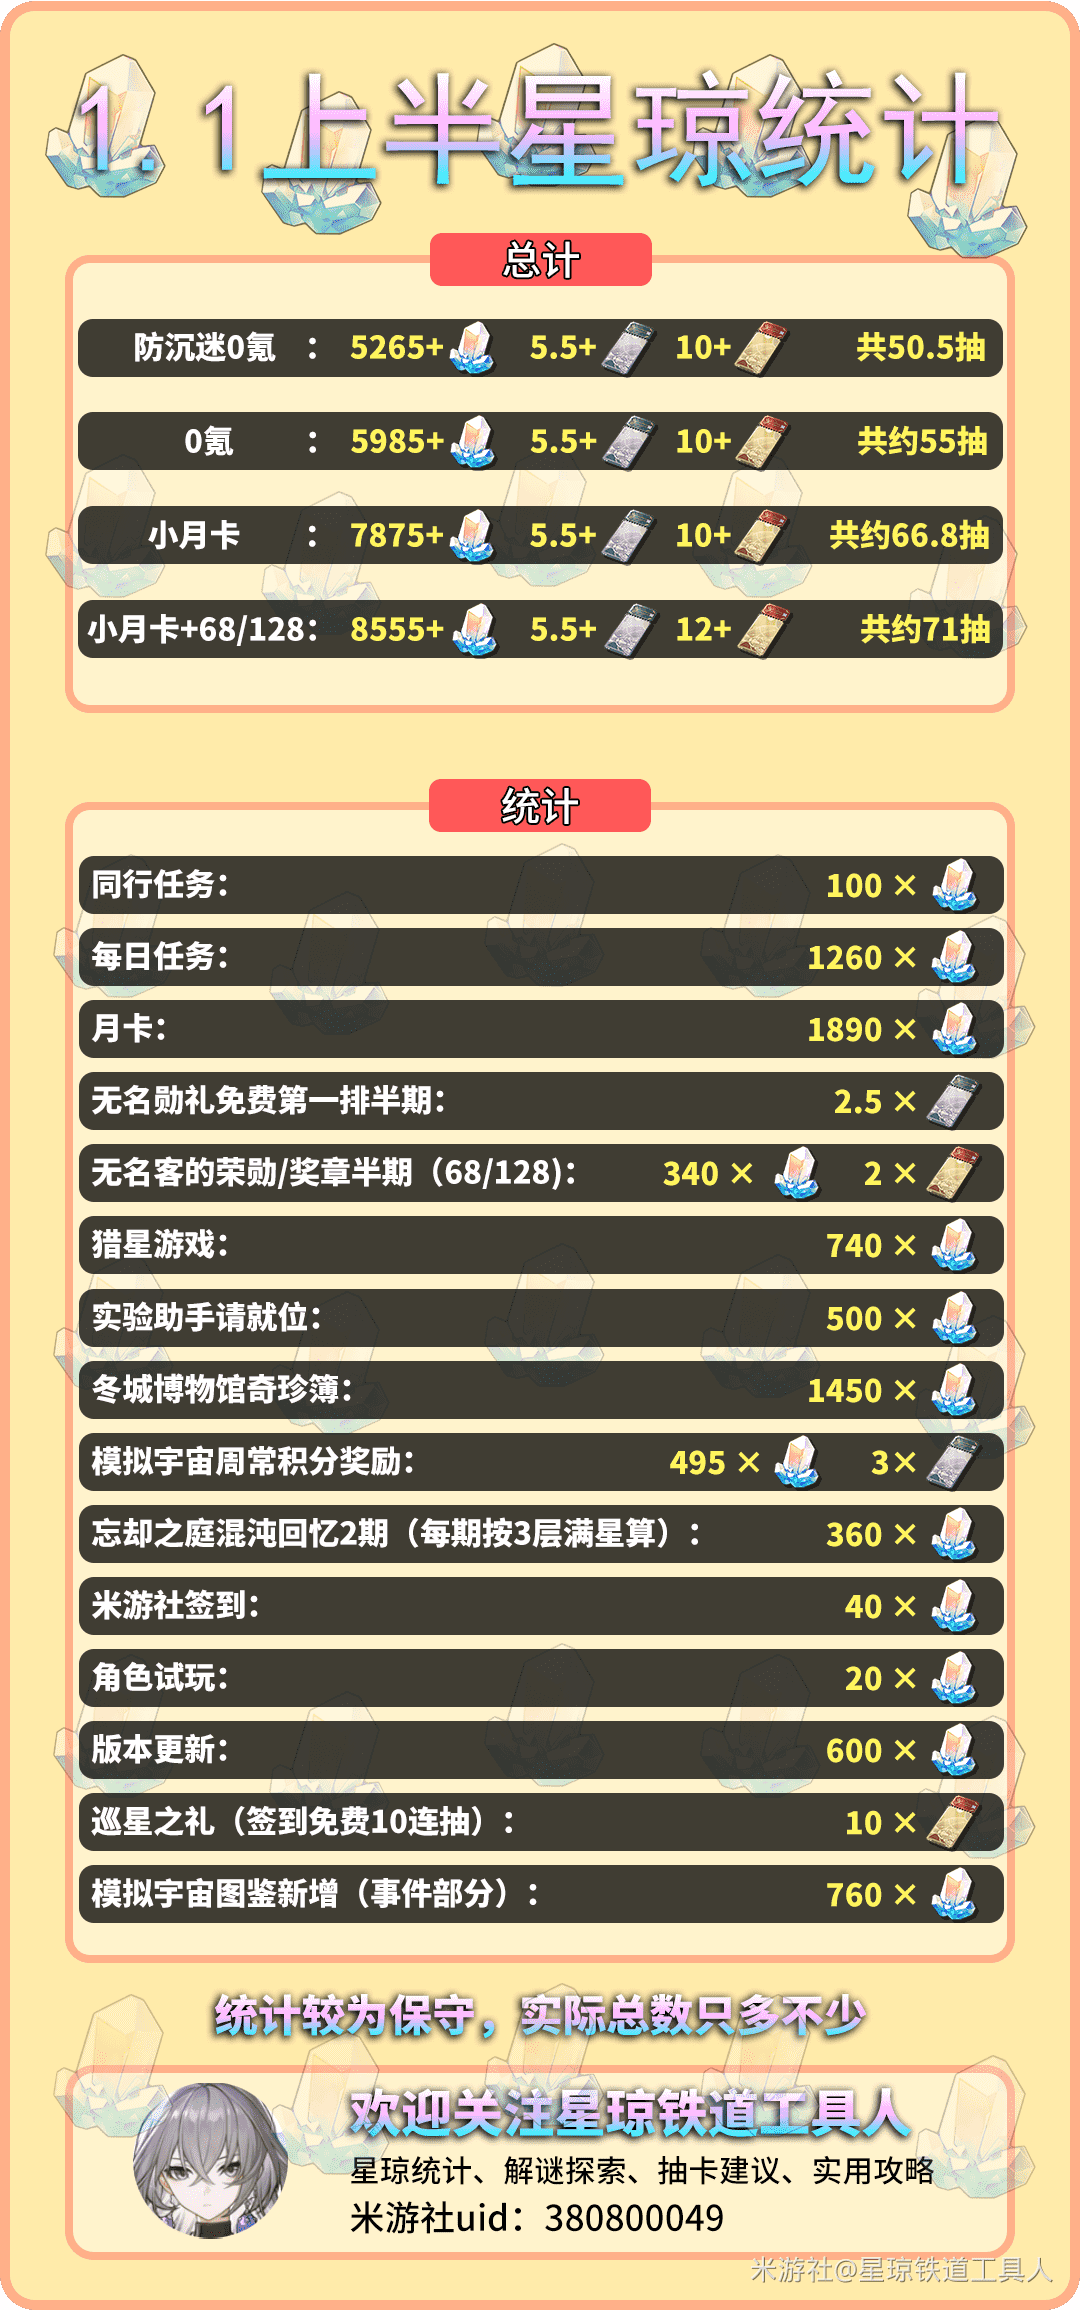 1.1上半星琼统计
总计
防沉迷0氪 : 5265+ 5.5+ 10+ 共50.5抽
0氪 : 5985+ 5.5+ 10+ 共约55抽
小月卡 : 7875+ 5.5+ 10+ 共约66.8抽
小月卡+68/128: 8555+ 5.5+ 12+ 共约71抽
统计
同行任务: 100 ×
每日任务: 1260 ×
月卡: 1890 ×
无名勋礼免费第一排半期: 2.5 ×
无名客的荣勋/奖章半期（68/128): 340 × 2 ×
猎星游戏: 740 ×
实验助手请就位: 500 ×
冬城博物馆奇珍簿: 1450 ×
模拟宇宙周常积分奖励: 495 × 3×
忘却之庭混沌回忆2期（每期按3层满星算）: 360 ×
米游社签到: 40 ×
角色试玩: 20 ×
版本更新: 600 ×
巡星之礼（签到免费10连抽）: 10 ×
模拟宇宙图鉴新增（事件部分）: 760 ×
统计较为保守，实际总数只多不少
欢迎关注星琼铁道工具人
星琼统计、解谜探索、抽卡建议、实用攻略
米游社uid：380800049
米游社@星琼铁道工具人